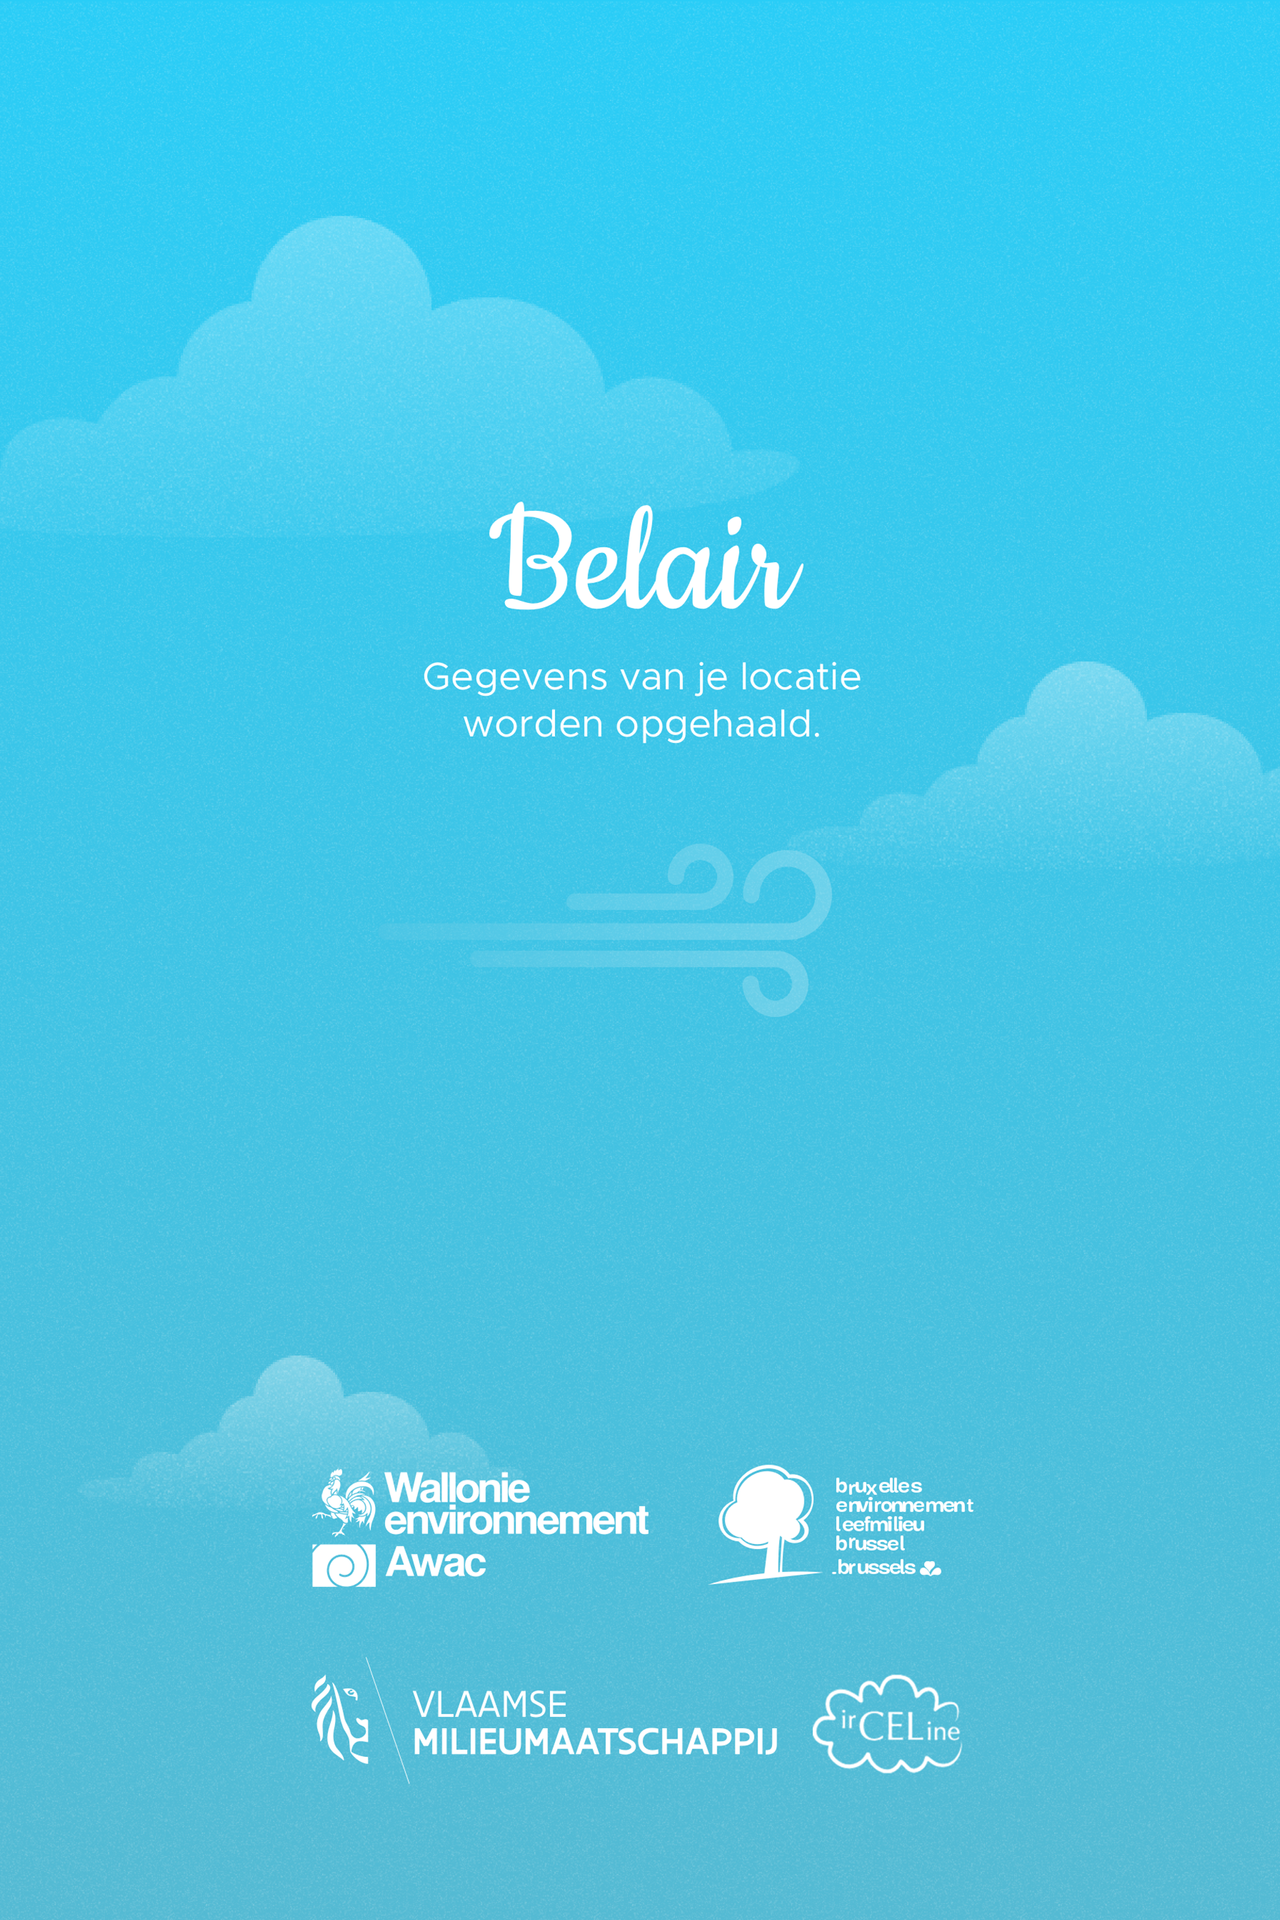 Belair
Gegevens van je locatie
worden opgehaald.
Wallonie
environnement
Awac
bruxelles
environnement
leefmilieu
brussel
.brussels
VLAAMSE
MILIEUMAATSCHAPPIJ
irCELine